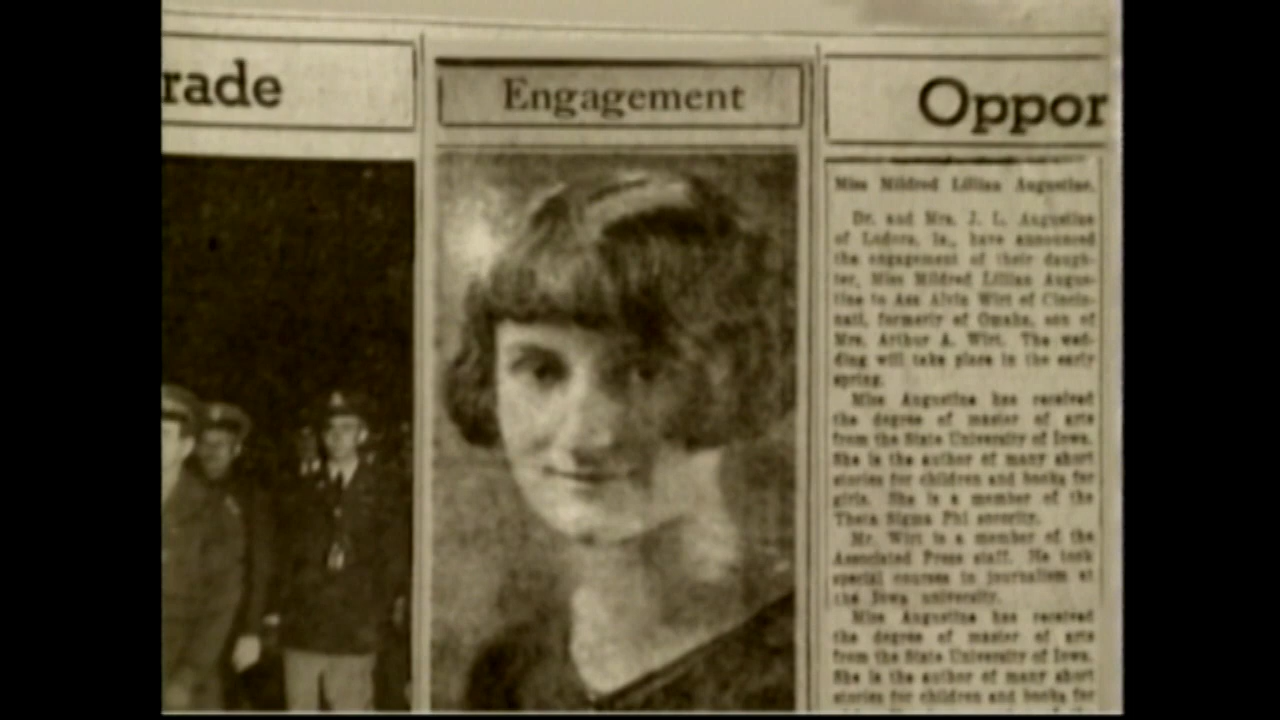 rade
Engagement
Oppor
Miss Mildred Lillian Augustine.
Dr. and Mrs. J. L. Augustine
of Ladora, Ia., have announced
the engagement of their daugh-
ter, Miss Mildred Lillian Augus-
tine to Asa Alvin Wirt of Cincin-
nati, formerly of Omaha, son of
Mrs. Arthur A. Wirt. The wed-
ding will take place in the early
spring.
Miss Augustine has received
the degree of master of arts
from the State University of Iowa.
She is the author of many short
stories for children and books for
girls. She is a member of the
Theta Sigma Phi sorority.
Mr. Wirt is a member of the
Associated Press staff. He took
special courses in journalism at
the Iowa university.
Miss Augustine has received
the degree of master of arts
from the State University of Iowa.
She is the author of many short
stories for children and books for